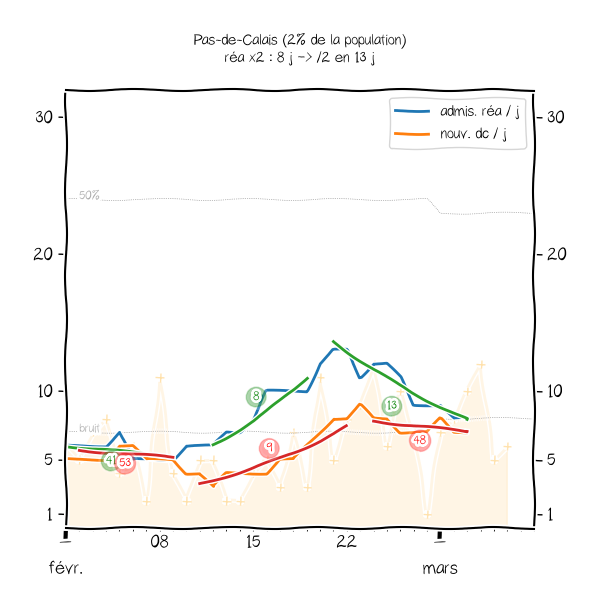 Pas-de-Calais (2% de la population)
réa x2 : 8 j -> /2 en 13 j
admis. réa / j
nouv. dc / j
30
30
50%
20
20
10
10
8
13
bruit
9
48
5
41
53
5
1
1
08
15
22
févr.
mars